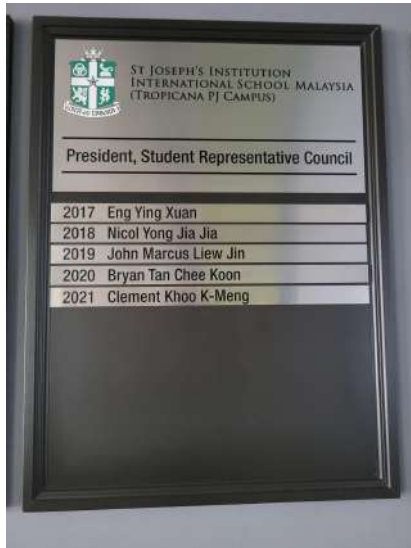 ST JOSEPH'S INSTITUTION
INTERNATIONAL SCHOOL MALAYSIA
(TROPICANA PJ CAMPUS)
President, Student Representative Council
2017 Eng Ying Xuan
2018 Nicol Yong Jia Jia
2019 John Marcus Liew Jin
2020 Bryan Tan Chee Koon
2021 Clement Khoo K-Meng